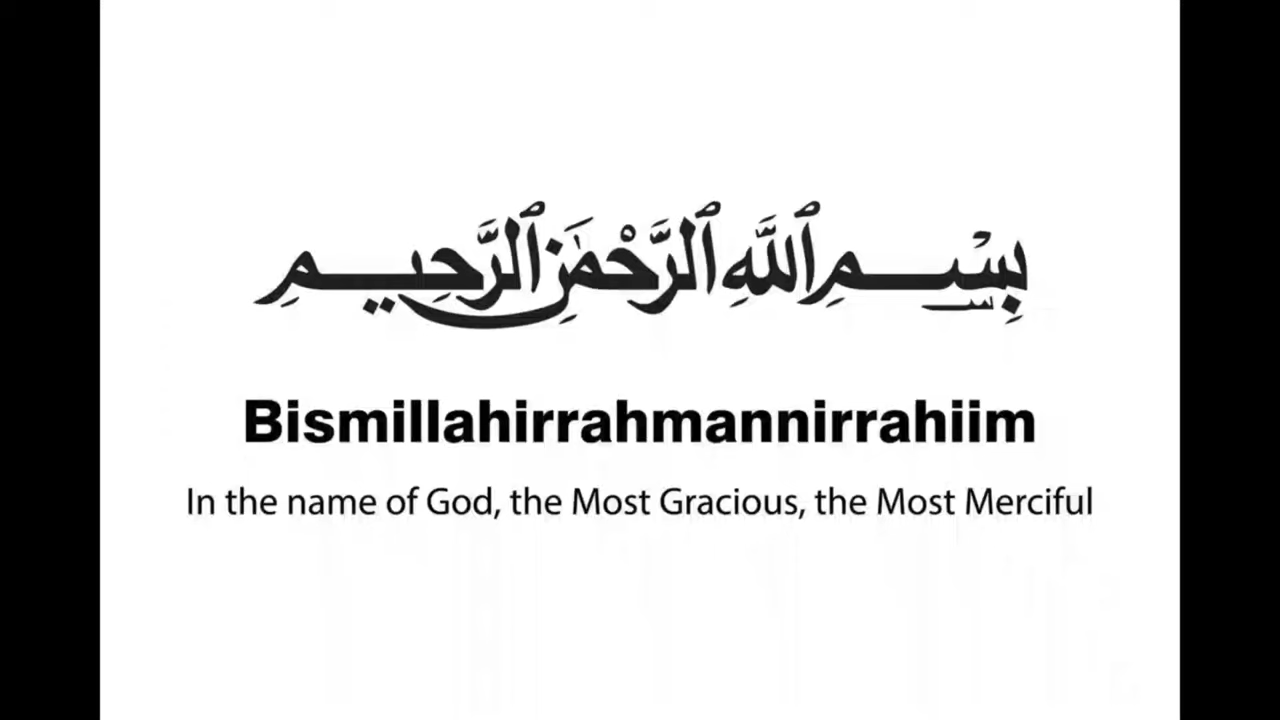 بِسْمِ ٱللَّهِ ٱلرَّحْمَٰنِ ٱلرَّحِيمِ
Bismillahirrahmannirrahiim
In the name of God, the Most Gracious, the Most Merciful